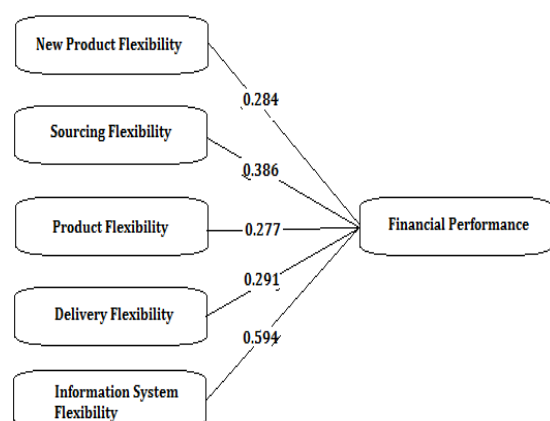 New Product Flexibility
0.284
Sourcing Flexibility
0.386
Product Flexibility
0.277
Financial Performance
0.291
Delivery Flexibility
0.594
Information System
Flexibility